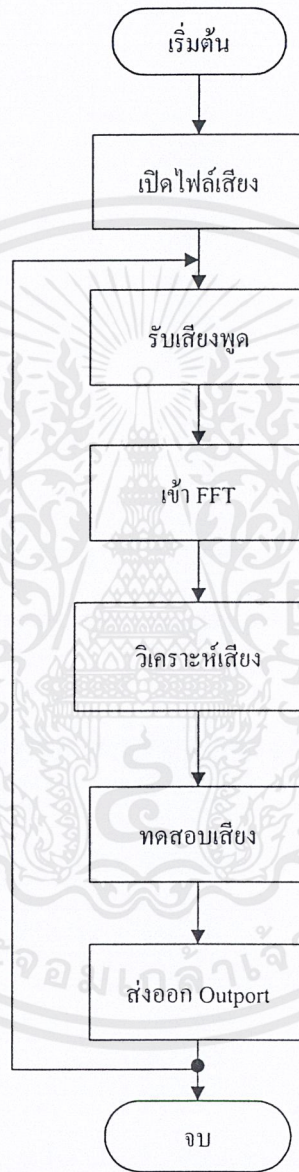 เริ่มต้น
เปิดไฟล์เสียง
รับเสียงพูด
เข้า FFT
วิเคราะห์เสียง
ทดสอบเสียง
ส่งออก Outport
จบ